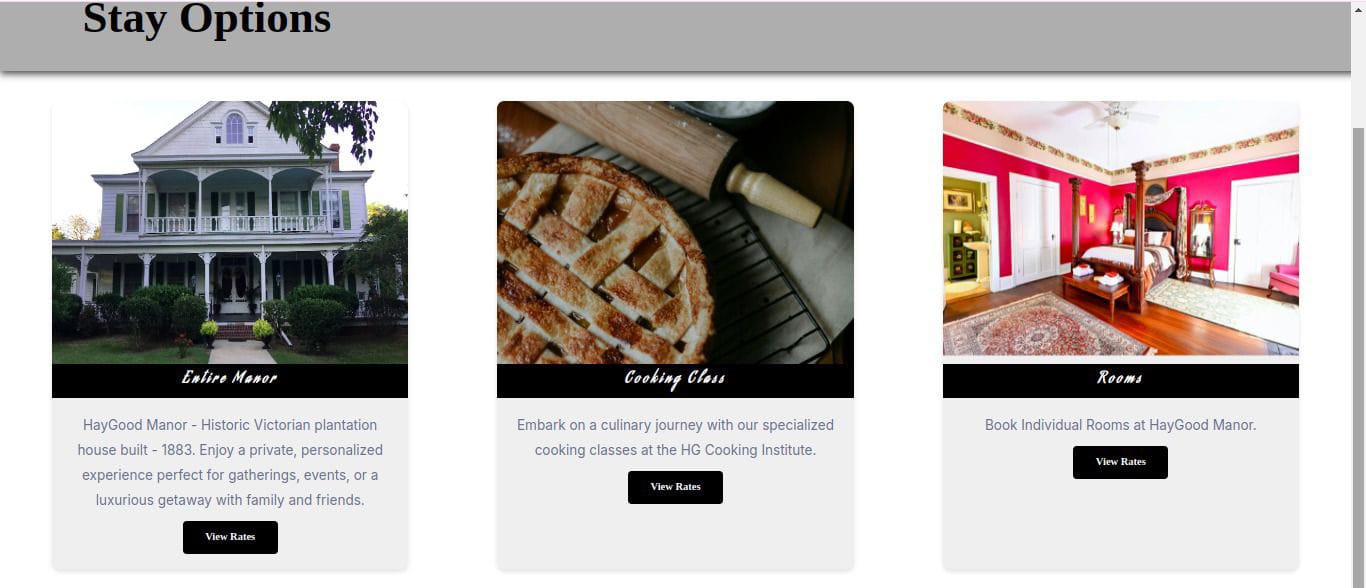 Stay Options
Entire Manor
HayGood Manor - Historic Victorian plantation
house built - 1883. Enjoy a private, personalized
experience perfect for gatherings, events, or a
luxurious getaway with family and friends.
View Rates
Cooking Class
Embark on a culinary journey with our specialized
cooking classes at the HG Cooking Institute.
View Rates
Rooms
Book Individual Rooms at HayGood Manor.
View Rates